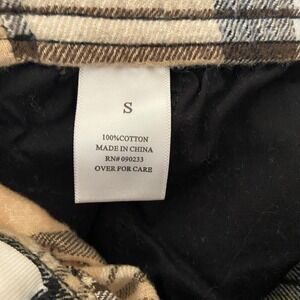 S
100%COTTON
MADE IN CHINA
RN# 090233
OVER FOR CARE